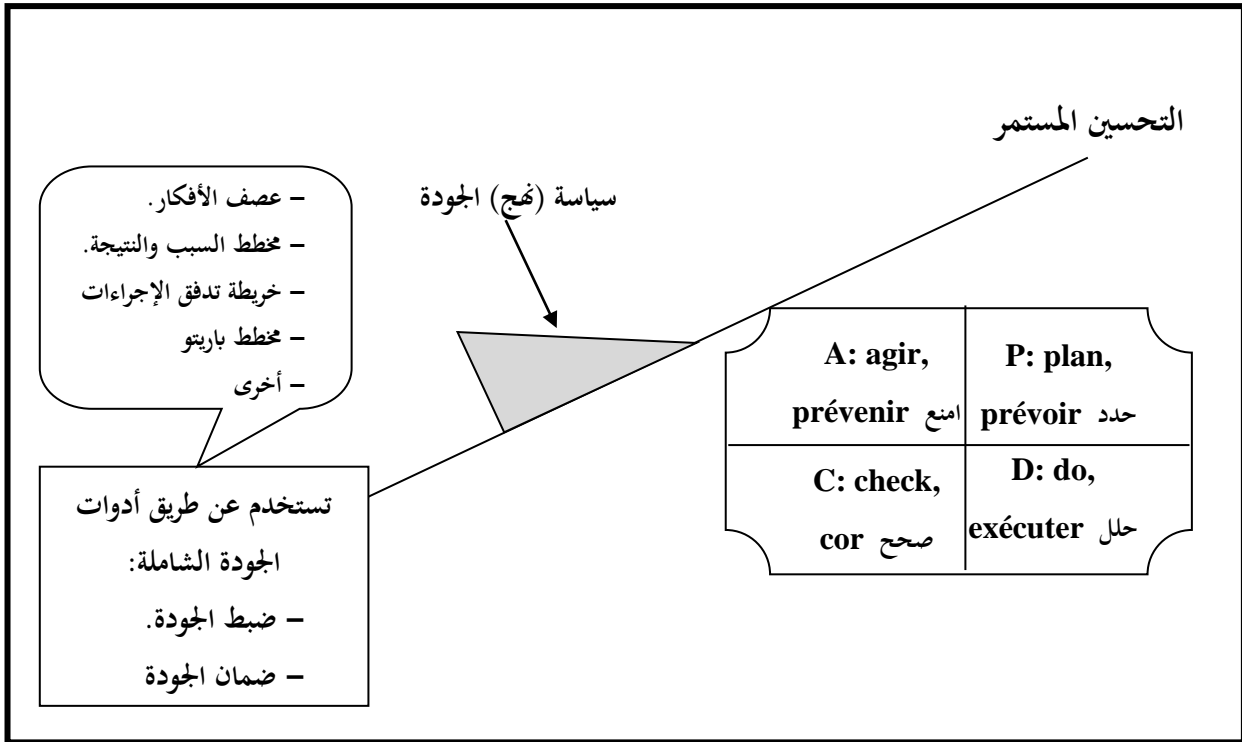 التحسين المستمر
سياسة (نهج) الجودة
– عصف الأفكار.
– مخطط السبب والنتيجة.
– خريطة تدفق الإجراءات
– مخطط باريتو
– أخرى
A: agir,
prévenir امنع
P: plan,
prévoir حدد
C: check,
cor صحح
D: do,
exécuter حلل
تستخدم عن طريق أدوات
الجودة الشاملة:
– ضبط الجودة.
– ضمان الجودة